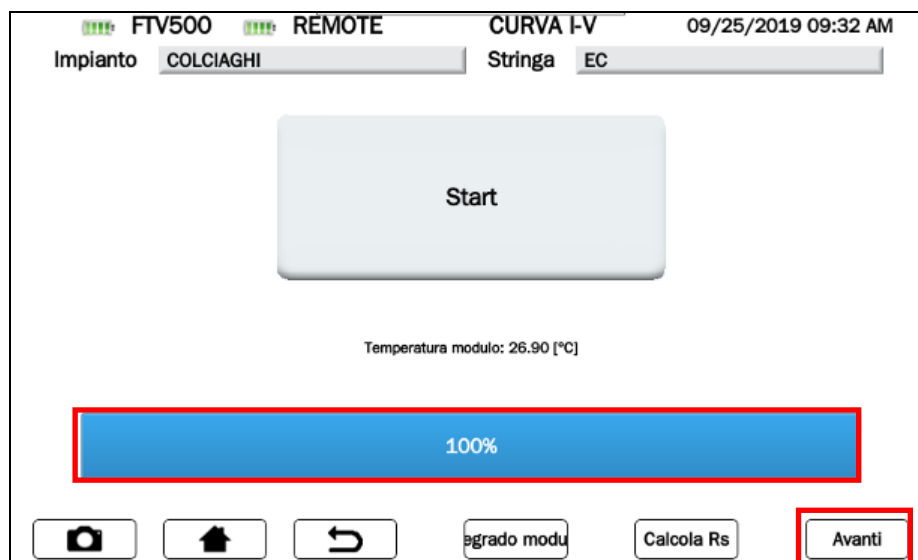 FTV500 REMOTE CURVA I-V 09/25/2019 09:32 AM
Impianto COLCIAGHI Stringa EC
Start
Temperatura modulo: 26.90 [°C]
100%
egrado modu Calcola Rs Avanti